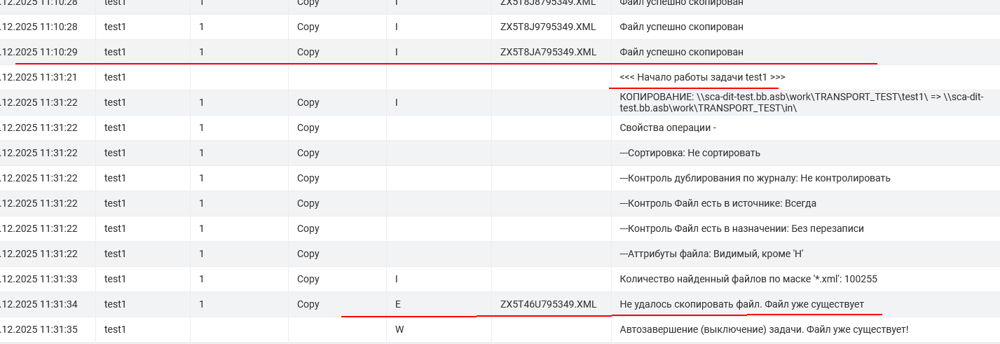 .12.2025 11:10:28 test1 1 Copy I ZX5T8J8795349.XML Файл успешно скопирован
.12.2025 11:10:28 test1 1 Copy I ZX5T8J9795349.XML Файл успешно скопирован
.12.2025 11:10:29 test1 1 Copy I ZX5T8JA795349.XML Файл успешно скопирован
.12.2025 11:31:21 test1 <<< Начало работы задачи test1 >>>
.12.2025 11:31:22 test1 1 Copy I КОПИРОВАНИЕ: \\sca-dit-test.bb.asb\work\TRANSPORT_TEST\test1\ => \\sca-dit-
test.bb.asb\work\TRANSPORT_TEST\in\
.12.2025 11:31:22 test1 1 Copy Свойства операции -
.12.2025 11:31:22 test1 1 Copy ---Сортировка: Не сортировать
.12.2025 11:31:22 test1 1 Copy ---Контроль дублирования по журналу: Не контролировать
.12.2025 11:31:22 test1 1 Copy ---Контроль Файл есть в источнике: Всегда
.12.2025 11:31:22 test1 1 Copy ---Контроль Файл есть в назначении: Без перезаписи
.12.2025 11:31:22 test1 1 Copy ---Аттрибуты файла: Видимый, кроме 'H'
.12.2025 11:31:33 test1 1 Copy I Количество найденный файлов по маске '*.xml': 100255
.12.2025 11:31:34 test1 1 Copy E ZX5T46U795349.XML Не удалось скопировать файл. Файл уже существует
.12.2025 11:31:35 test1 W Автозавершение (выключение) задачи. Файл уже существует!